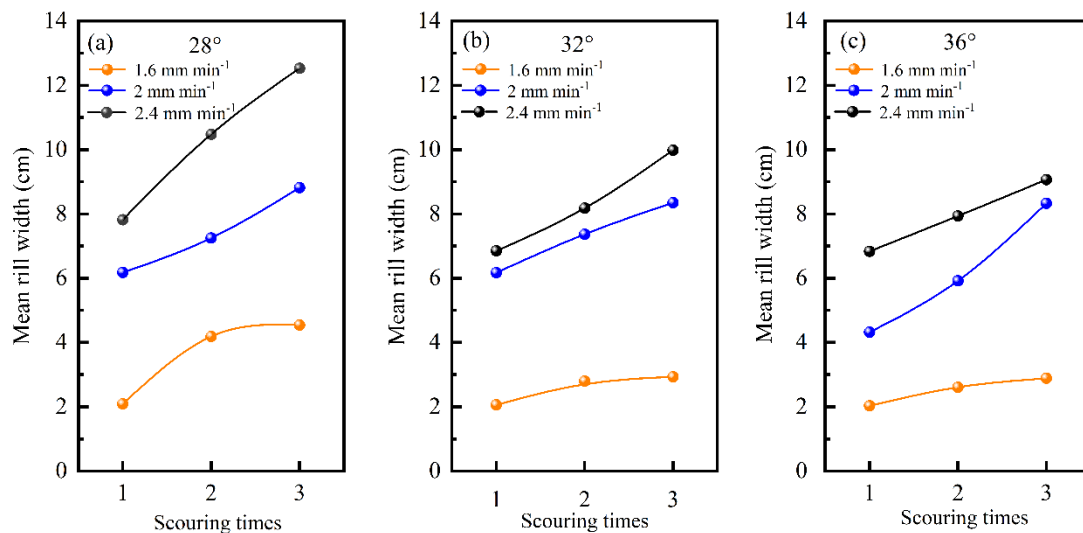 (a)
28°
1.6 mm min⁻¹
2 mm min⁻¹
2.4 mm min⁻¹
Mean rill width (cm)
14
12
10
8
6
4
2
0
1 2 3
Scouring times
(b)
32°
1.6 mm min⁻¹
2 mm min⁻¹
2.4 mm min⁻¹
Mean rill width (cm)
14
12
10
8
6
4
2
0
1 2 3
Scouring times
(c)
36°
1.6 mm min⁻¹
2 mm min⁻¹
2.4 mm min⁻¹
Mean rill width (cm)
14
12
10
8
6
4
2
0
1 2 3
Scouring times